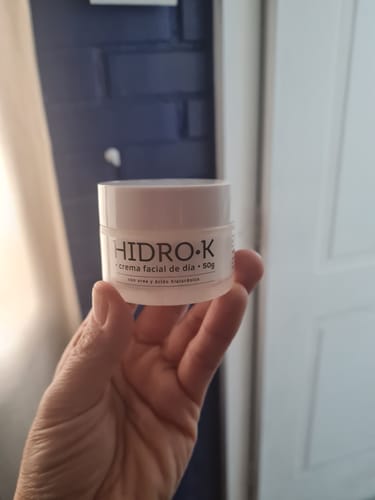 HIDRO•K
• crema facial de día • 50g
con urea y ácido hialurónico